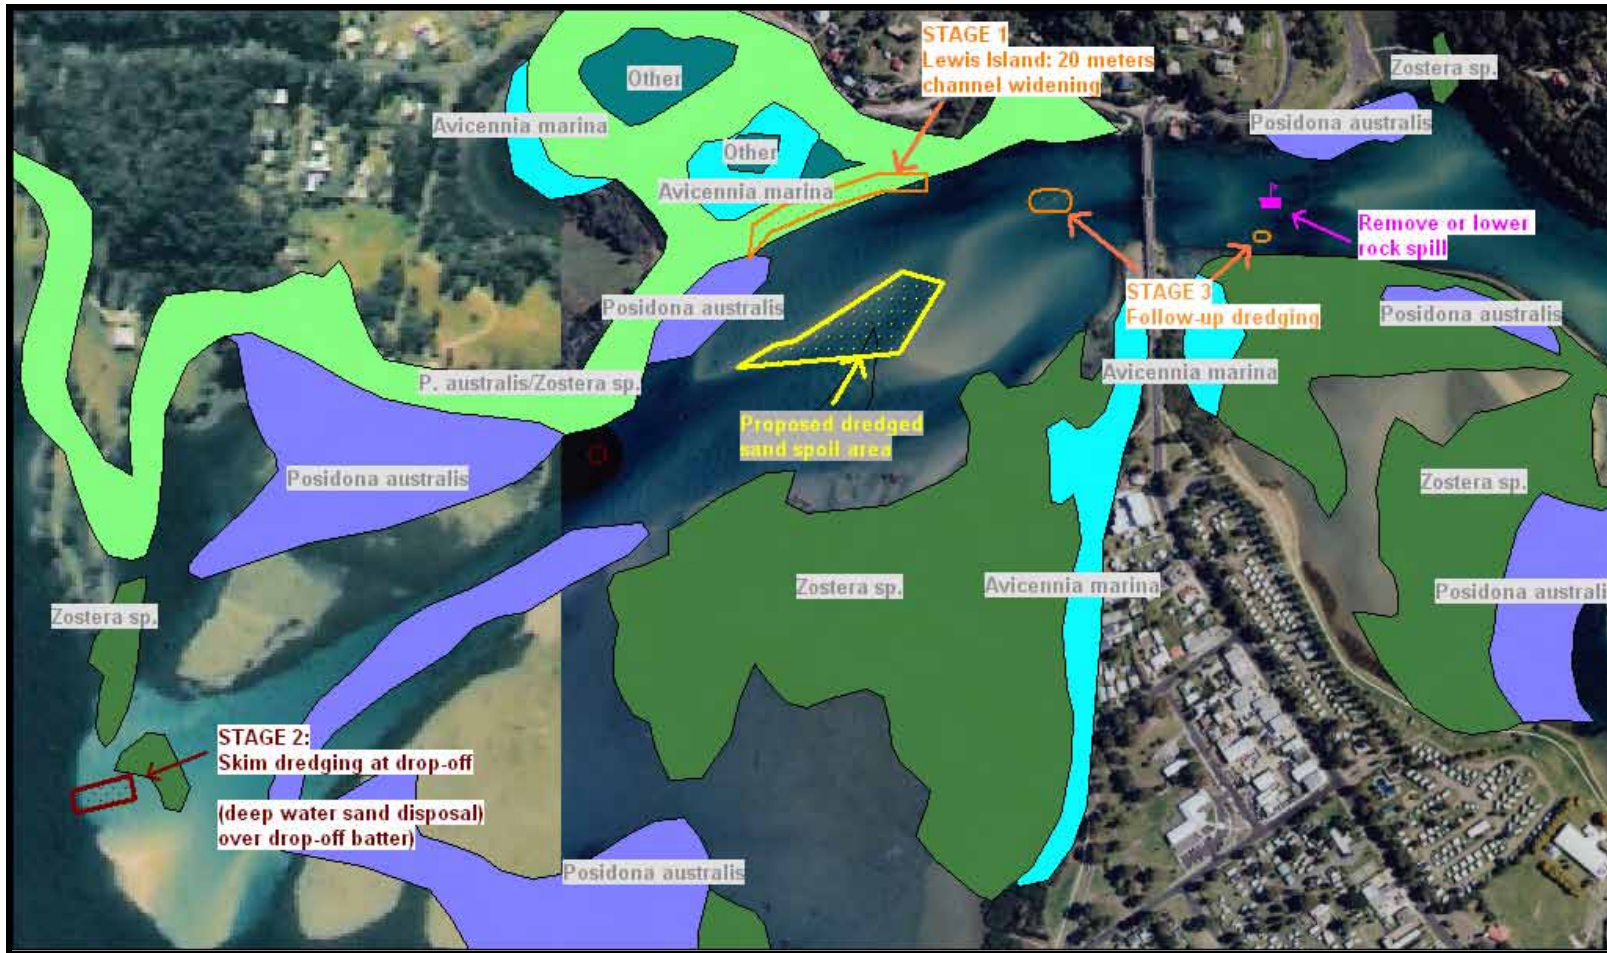 STAGE 1
Lewis Island: 20 meters
channel widening
Zostera sp.
Other
Avicennia marina
Posidona australis
Other
Avicennia marina
Remove or lower
rock spill
STAGE 3
Follow-up dredging
Posidona australis
Posidona australis
P. australis/Zostera sp.
Avicennia marina
Proposed dredged
sand spoil area
Posidona australis
Zostera sp.
Zostera sp.
Avicennia marina
Posidona australi
Zostera sp.
STAGE 2:
Skim dredging at drop-off
(deep water sand disposal)
over drop-off batter)
Posidona australis